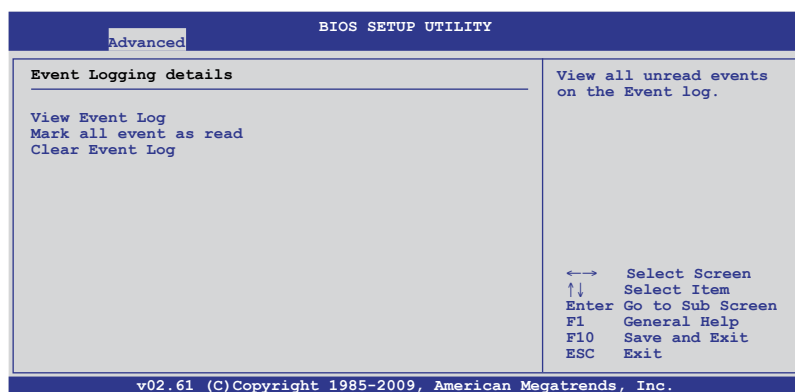 BIOS SETUP UTILITY
Advanced
Event Logging details
View Event Log
Mark all event as read
Clear Event Log
View all unread events
on the Event log.
←→ Select Screen
↑↓ Select Item
Enter Go to Sub Screen
F1 General Help
F10 Save and Exit
ESC Exit
v02.61 (C)Copyright 1985-2009, American Megatrends, Inc.